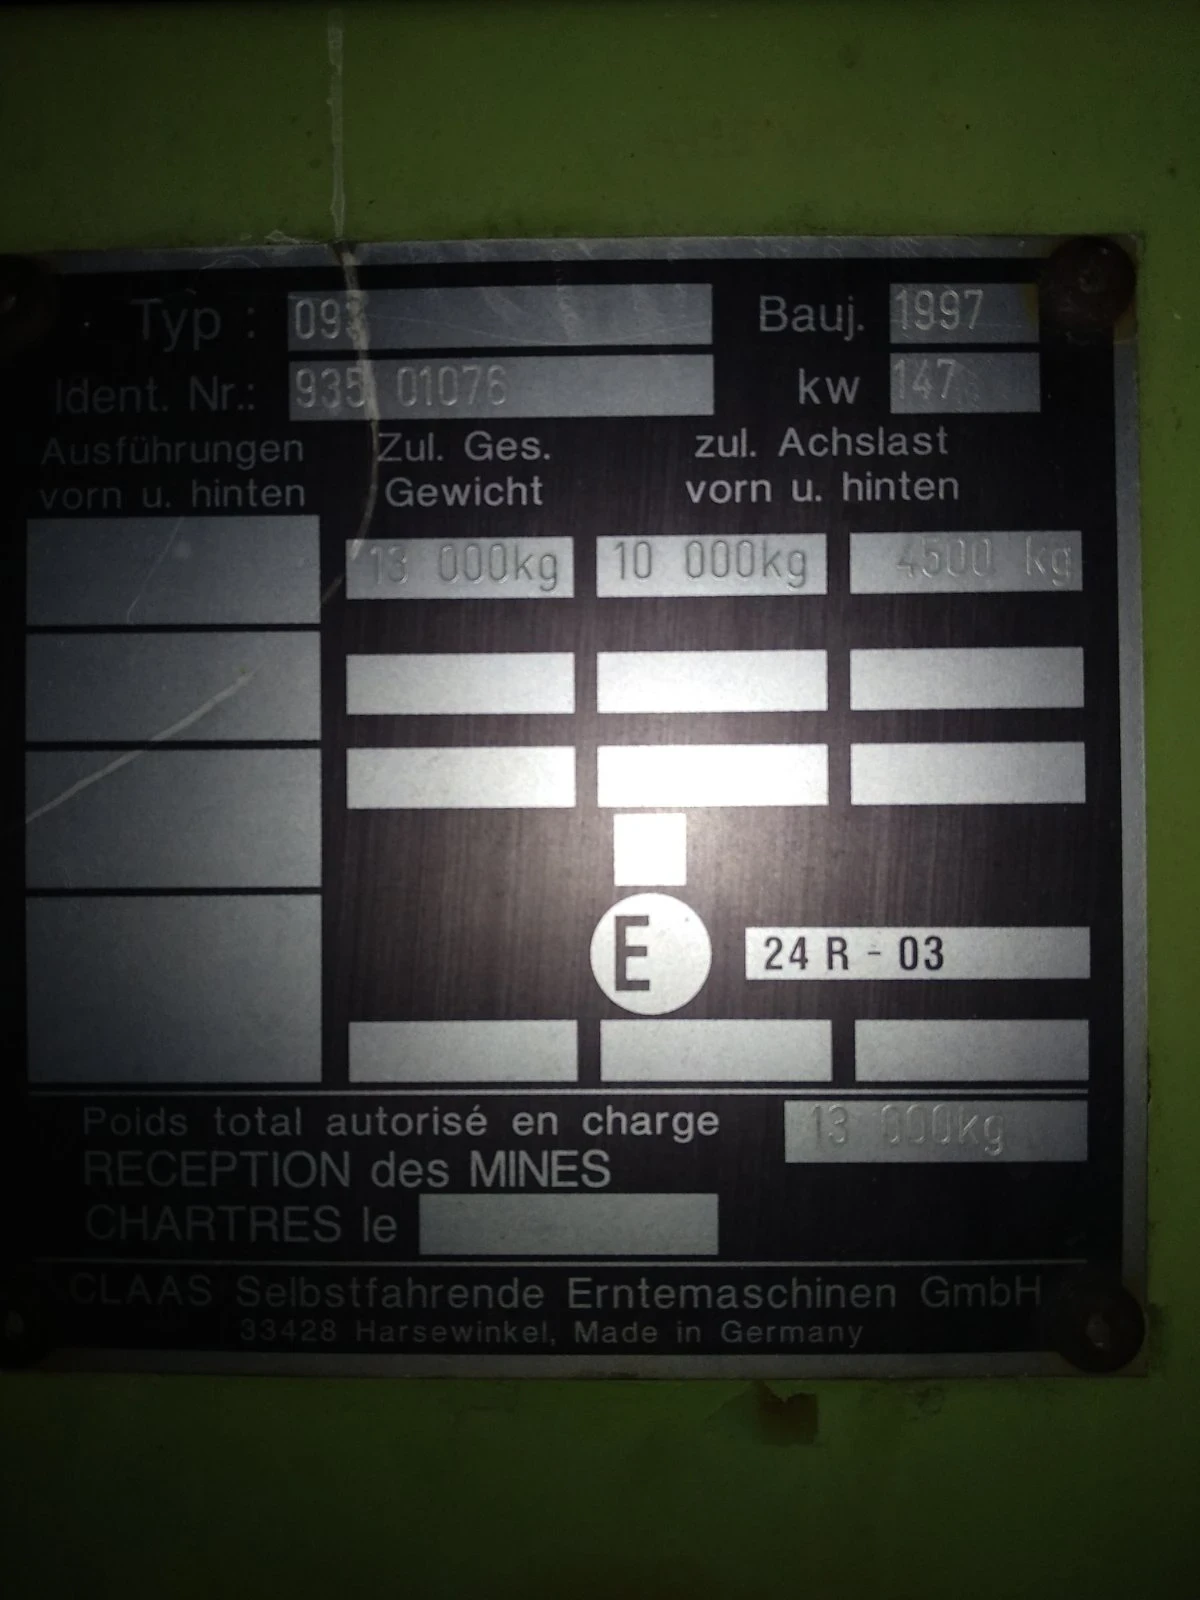 Typ : 093 Bauj. 1997
Ident. Nr.: 935 01076 kw 147
Ausführungen Zul. Ges. zul. Achslast
vorn u. hinten Gewicht vorn u. hinten
13 000kg 10 000kg 4500 kg
E 24 R - 03
Poids total autorisé en charge 13 000kg
RECEPTION des MINES
CHARTRES le
CLAAS Selbstfahrende Erntemaschinen GmbH
33428 Harsewinkel, Made in Germany